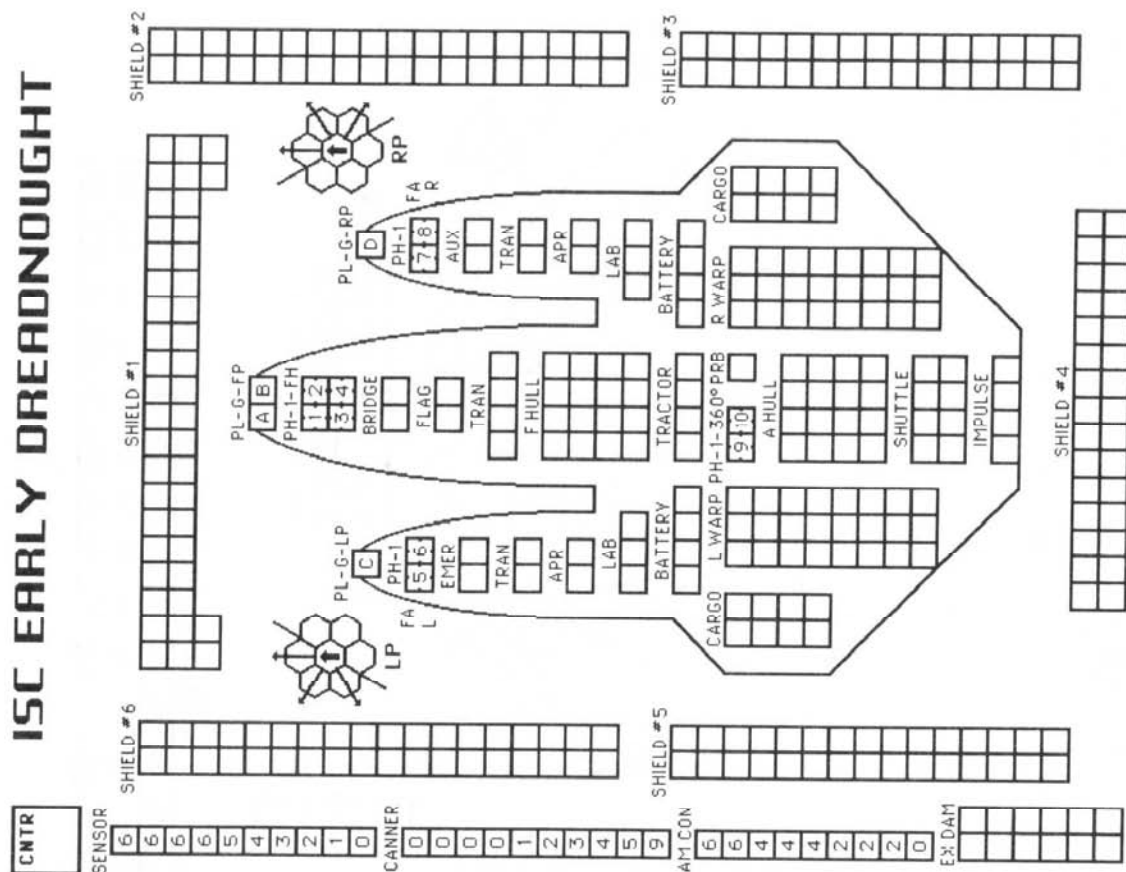 ISC EARLY DREADNOUGHT
CNTR
SHIELD #1
SHIELD #2
SHIELD #3
SHIELD #4
SHIELD #5
SHIELD #6
LP
RP
PL-G-FP
A B
PH-1-FH
1 2
3 4
BRIDGE
FLAG
TRAN
F HULL
TRACTOR
PH-1-360° PRB
9 10
A HULL
SHUTTLE
IMPULSE
PL-G-LP
C
PH-1
FA
L
5 6
EMER
TRAN
APR
LAB
BATTERY
L WARP
CARGO
PL-G-RP
D
PH-1
FA
R
7 8
AUX
TRAN
APR
LAB
BATTERY
R WARP
CARGO
SENSOR
6 6 6 6 5 4 3 2 1 0
CANNER
0 0 0 0 1 2 3 4 5 9
AM CON
6 6 4 4 4 2 2 2 0
EX DAM